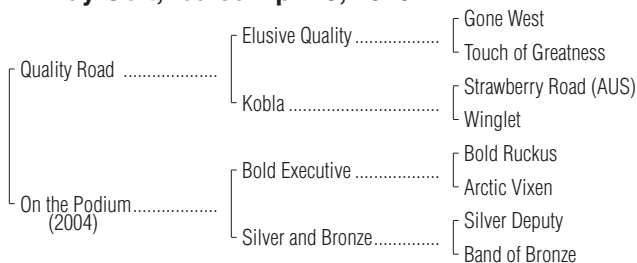 Gone West
Elusive Quality ..................
Touch of Greatness
Quality Road ....................
Strawberry Road (AUS)
Kobla ................................
Winglet
Bold Ruckus
Bold Executive ..................
Arctic Vixen
On the Podium..................
(2004)
Silver Deputy
Silver and Bronze..............
Band of Bronze